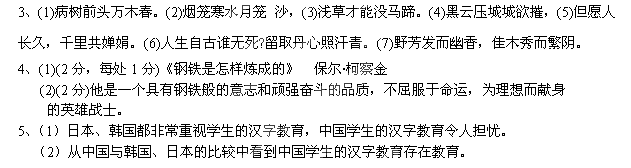 3、(1)病树前头万木春。(2)烟笼寒水月笼 沙，(3)浅草才能没马蹄。(4)黑云压城城欲摧，(5)但愿人
长久，千里共婵娟。(6)人生自古谁无死?留取丹心照汗青。(7)野芳发而幽香，佳木秀而繁阴。
4、(1)(2分，每处1分)《钢铁是怎样炼成的》 保尔·柯察金
(2)(2分)他是一个具有钢铁般的意志和顽强奋斗的品质，不屈服于命运，为理想而献身
的英雄战士。
5、（1）日本、韩国都非常重视学生的汉字教育，中国学生的汉字教育令人担忧。
（2）从中国与韩国、日本的比较中看到中国学生的汉字教育存在教育。